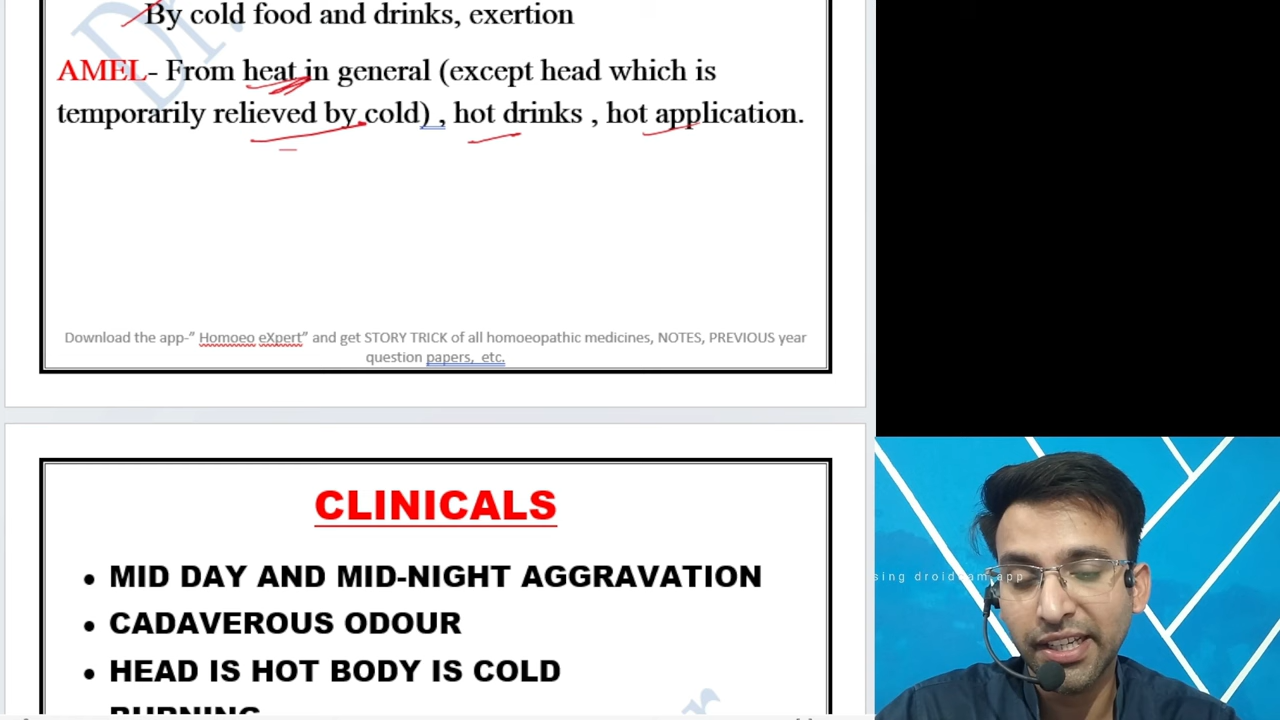 By cold food and drinks, exertion
AMEL- From heat in general (except head which is
temporarily relieved by cold) , hot drinks , hot application.
Download the app-” Homoeo eXpert” and get STORY TRICK of all homoeopathic medicines, NOTES, PREVIOUS year
question papers, etc.
CLINICALS
• MID DAY AND MID-NIGHT AGGRAVATION
• CADAVEROUS ODOUR
• HEAD IS HOT BODY IS COLD
BURNING